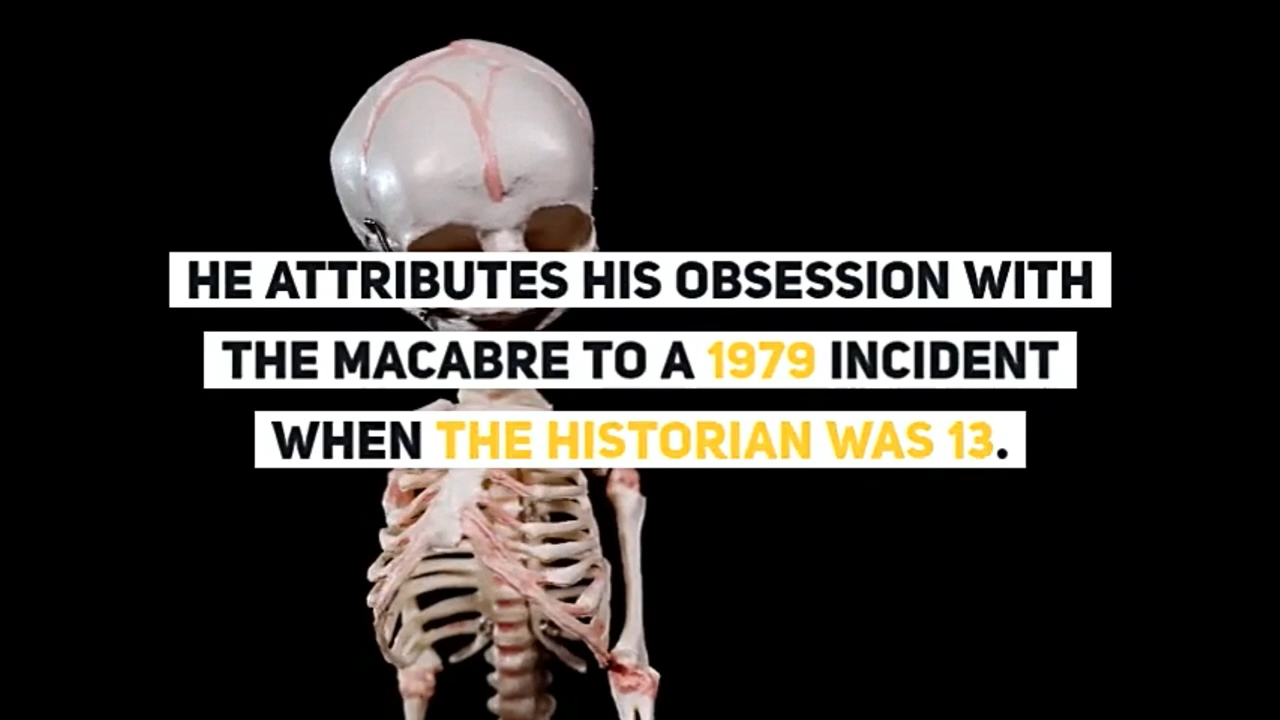 HE ATTRIBUTES HIS OBSESSION WITH
THE MACABRE TO A 1979 INCIDENT
WHEN THE HISTORIAN WAS 13.